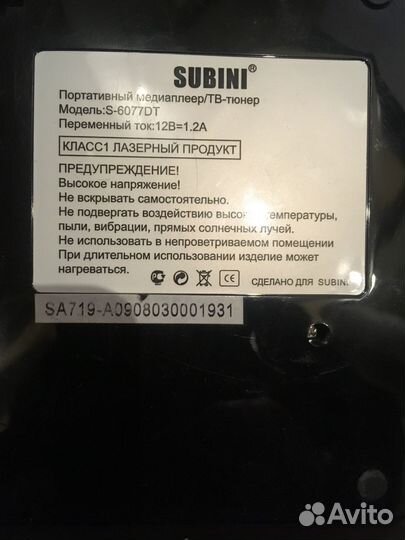 SUBINI®
Портативный медиаплеер/ТВ-тюнер
Модель:S-6077DT
Переменный ток:12В=1.2А
КЛАСС1 ЛАЗЕРНЫЙ ПРОДУКТ
ПРЕДУПРЕЖДЕНИЕ!
Высокое напряжение!
Не вскрывать самостоятельно.
Не подвергать воздействию высокой температуры,
пыли, вибрации, прямых солнечных лучей.
Не использовать в непроветриваемом помещении
При длительном использовании изделие может
нагреваться.
CE СДЕЛАНО ДЛЯ SUBINI
SA719-A0908030001931
Avito